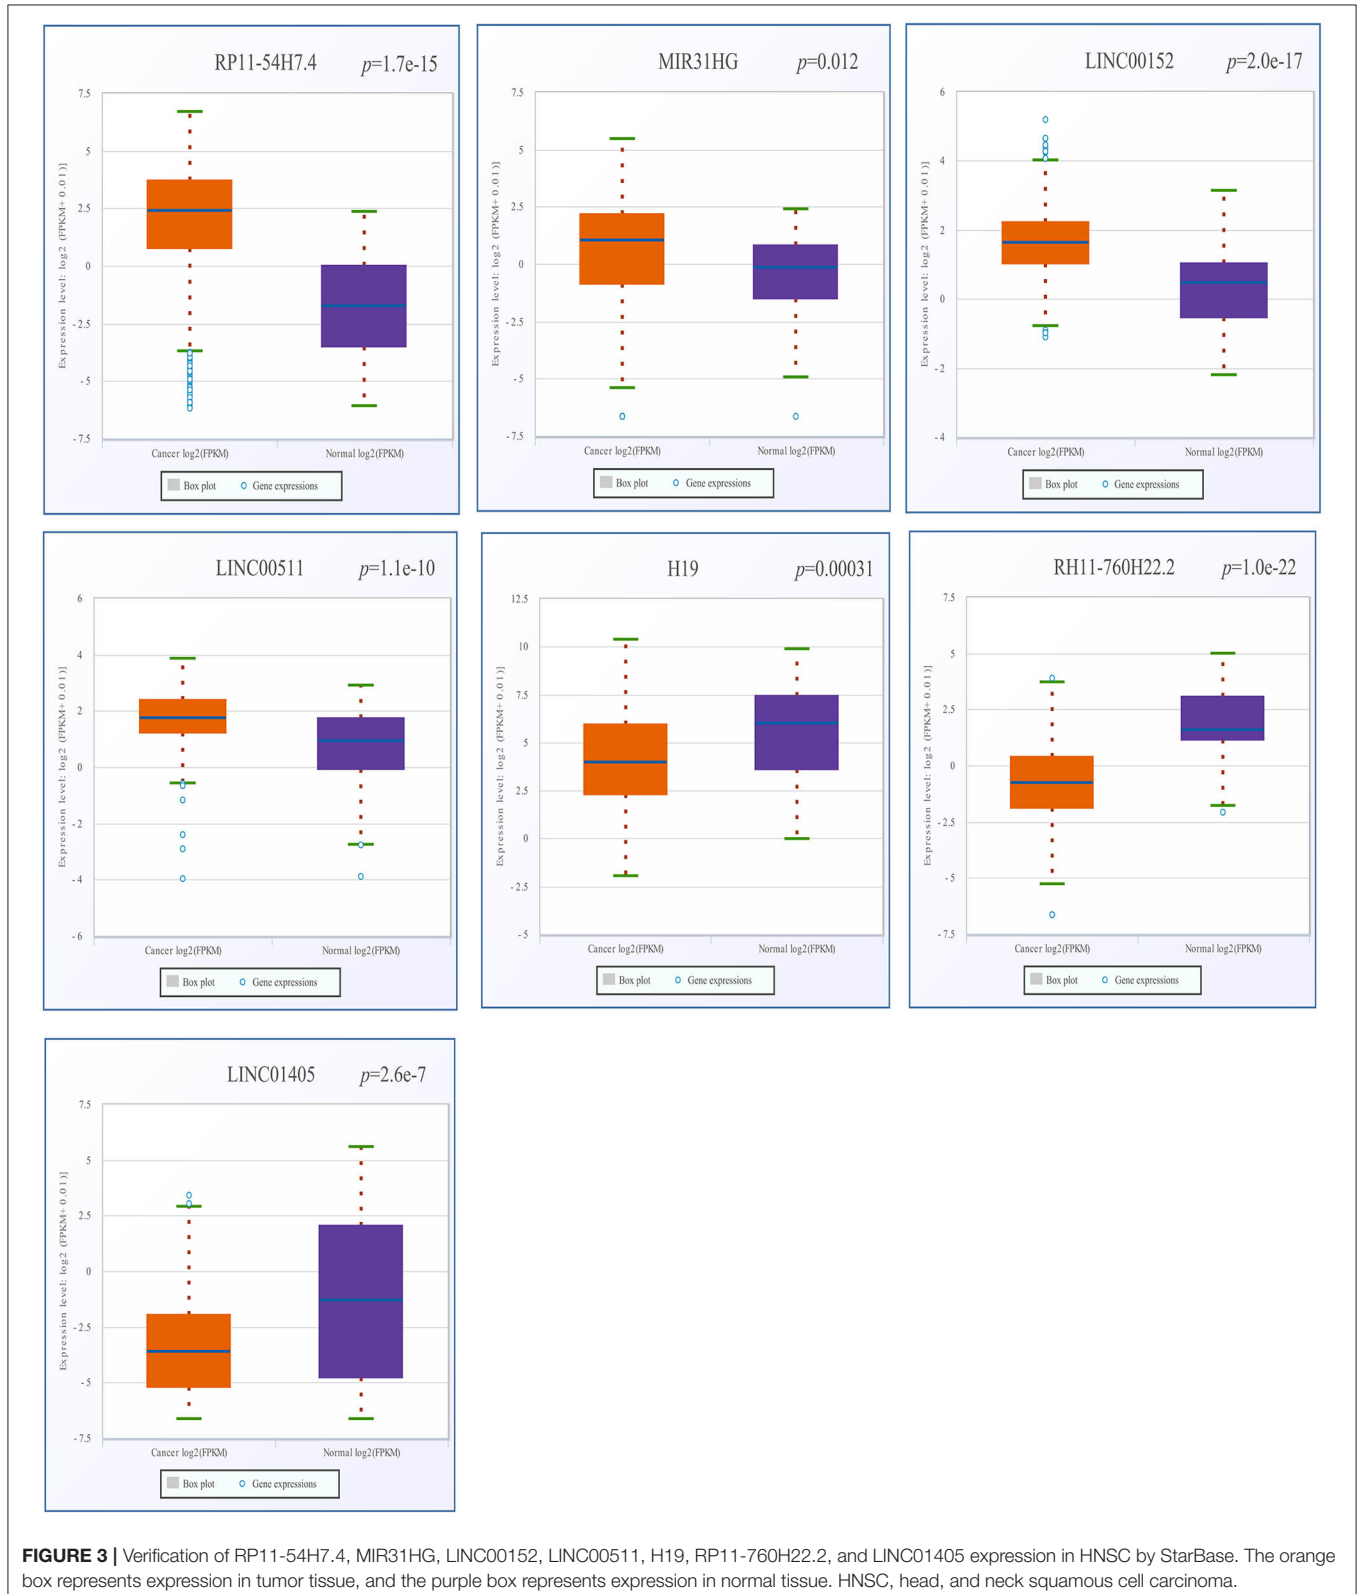 RP11-54H7.4 p=1.7e-15
7.5
5
2.5
0
-2.5
-5
-7.5
Expression level: log2 (FPKM+ 0.01)]
Cancer log2(FPKM) Normal log2(FPKM)
Box plot Gene expressions
MIR31HG p=0.012
7.5
5
2.5
0
-2.5
-5
-7.5
Expression level: log2 (FPKM+ 0.01)]
Cancer log2(FPKM) Normal log2(FPKM)
Box plot Gene expressions
LINC00152 p=2.0e-17
6
4
2
0
-2
-4
Expression level: log2 (FPKM+ 0.01)]
Cancer log2(FPKM) Normal log2(FPKM)
Box plot Gene expressions
LINC00511 p=1.1e-10
6
4
2
0
-2
-4
-6
Expression level: log2 (FPKM+ 0.01)]
Cancer log2(FPKM) Normal log2(FPKM)
Box plot Gene expressions
H19 p=0.00031
12.5
10
7.5
5
2.5
0
-2.5
-5
Expression level: log2 (FPKM+ 0.01)]
Cancer log2(FPKM) Normal log2(FPKM)
Box plot Gene expressions
RH11-760H22.2 p=1.0e-22
7.5
5
2.5
0
-2.5
-5
-7.5
Expression level: log2 (FPKM+ 0.01)]
Cancer log2(FPKM) Normal log2(FPKM)
Box plot Gene expressions
LINC01405 p=2.6e-7
7.5
5
2.5
0
-2.5
-5
-7.5
Expression level: log2 (FPKM+ 0.01)]
Cancer log2(FPKM) Normal log2(FPKM)
Box plot Gene expressions
FIGURE 3 | Verification of RP11-54H7.4, MIR31HG, LINC00152, LINC00511, H19, RP11-760H22.2, and LINC01405 expression in HNSC by StarBase. The orange
box represents expression in tumor tissue, and the purple box represents expression in normal tissue. HNSC, head, and neck squamous cell carcinoma.